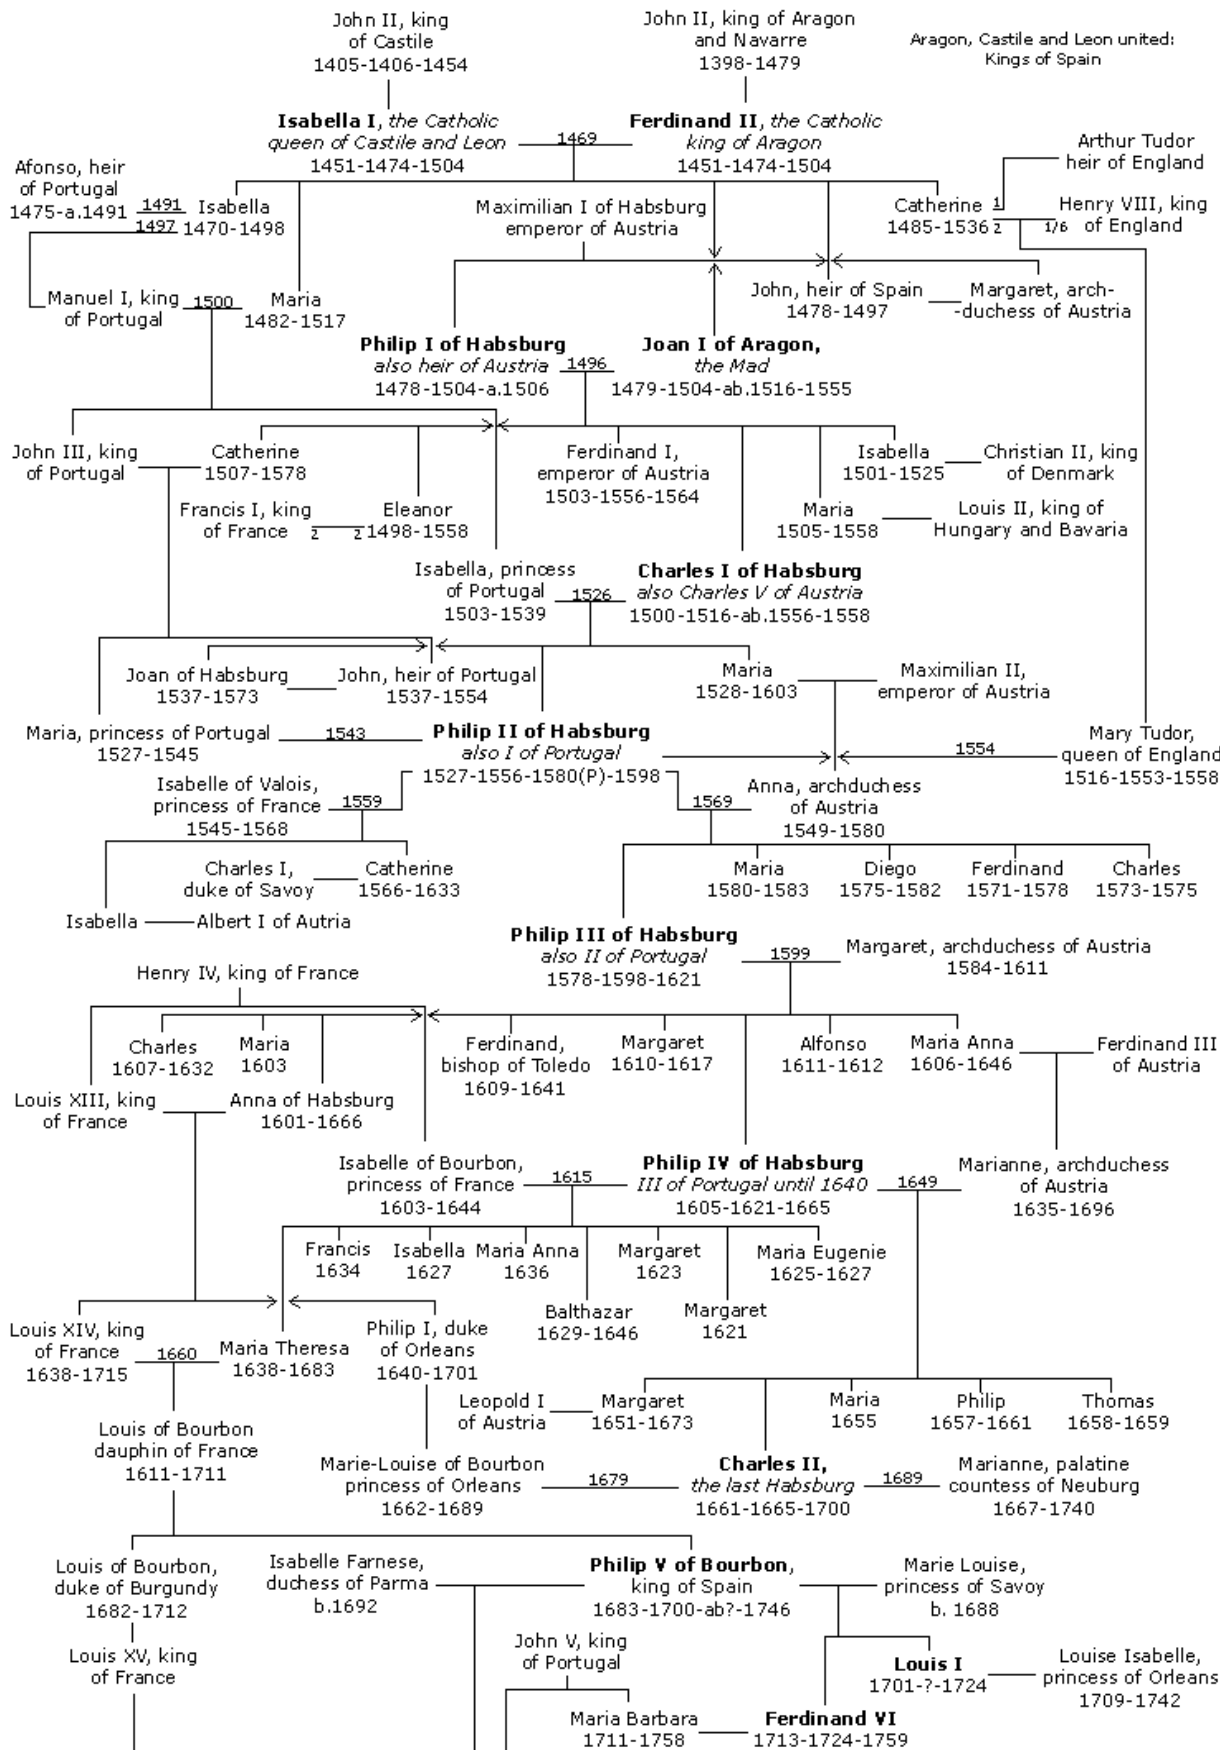 John II, king
of Castile
1405-1406-1454
John II, king of Aragon
and Navarre
1398-1479
Aragon, Castile and Leon united:
Kings of Spain
Isabella I, the Catholic
queen of Castile and Leon
1451-1474-1504
1469
Ferdinand II, the Catholic
king of Aragon
1451-1474-1504
Arthur Tudor
heir of England
Afonso, heir
of Portugal
1475-a.1491
1491
1497
Isabella
1470-1498
Maximilian I of Habsburg
emperor of Austria
Catherine
1485-1536
1
2
1/6
Henry VIII, king
of England
Manuel I, king
of Portugal
1500
Maria
1482-1517
John, heir of Spain
1478-1497
Margaret, arch-
-duchess of Austria
Philip I of Habsburg
also heir of Austria
1478-1504-a.1506
1496
Joan I of Aragon,
the Mad
1479-1504-ab.1516-1555
John III, king
of Portugal
Catherine
1507-1578
Ferdinand I,
emperor of Austria
1503-1556-1564
Isabella
1501-1525
Christian II, king
of Denmark
Francis I, king
of France
2
2
Eleanor
1498-1558
Maria
1505-1558
Louis II, king of
Hungary and Bavaria
Isabella, princess
of Portugal
1503-1539
1526
Charles I of Habsburg
also Charles V of Austria
1500-1516-ab.1556-1558
Joan of Habsburg
1537-1573
John, heir of Portugal
1537-1554
Maria
1528-1603
Maximilian II,
emperor of Austria
Maria, princess of Portugal
1527-1545
1543
Philip II of Habsburg
also I of Portugal
1527-1556-1580(P)-1598
1554
Mary Tudor,
queen of England
1516-1553-1558
Isabelle of Valois,
princess of France
1545-1568
1559
1569
Anna, archduchess
of Austria
1549-1580
Charles I,
duke of Savoy
Catherine
1566-1633
Maria
1580-1583
Diego
1575-1582
Ferdinand
1571-1578
Charles
1573-1575
Isabella
Albert I of Autria
Philip III of Habsburg
also II of Portugal
1578-1598-1621
1599
Margaret, archduchess of Austria
1584-1611
Henry IV, king of France
Charles
1607-1632
Maria
1603
Ferdinand,
bishop of Toledo
1609-1641
Margaret
1610-1617
Alfonso
1611-1612
Maria Anna
1606-1646
Ferdinand III
of Austria
Louis XIII, king
of France
Anna of Habsburg
1601-1666
Isabelle of Bourbon,
princess of France
1603-1644
1615
Philip IV of Habsburg
III of Portugal until 1640
1605-1621-1665
1649
Marianne, archduchess
of Austria
1635-1696
Francis
1634
Isabella
1627
Maria Anna
1636
Margaret
1623
Maria Eugenie
1625-1627
Balthazar
1629-1646
Margaret
1621
Louis XIV, king
of France
1638-1715
1660
Maria Theresa
1638-1683
Philip I, duke
of Orleans
1640-1701
Leopold I
of Austria
Margaret
1651-1673
Maria
1655
Philip
1657-1661
Thomas
1658-1659
Louis of Bourbon
dauphin of France
1611-1711
Marie-Louise of Bourbon
princess of Orleans
1662-1689
1679
Charles II,
the last Habsburg
1661-1665-1700
1689
Marianne, palatine
countess of Neuburg
1667-1740
Louis of Bourbon,
duke of Burgundy
1682-1712
Isabelle Farnese,
duchess of Parma
b.1692
Philip V of Bourbon,
king of Spain
1683-1700-ab?-1746
Marie Louise,
princess of Savoy
b. 1688
Louis XV, king
of France
John V, king
of Portugal
Louis I
1701-?-1724
Louise Isabelle,
princess of Orleans
1709-1742
Maria Barbara
1711-1758
Ferdinand VI
1713-1724-1759